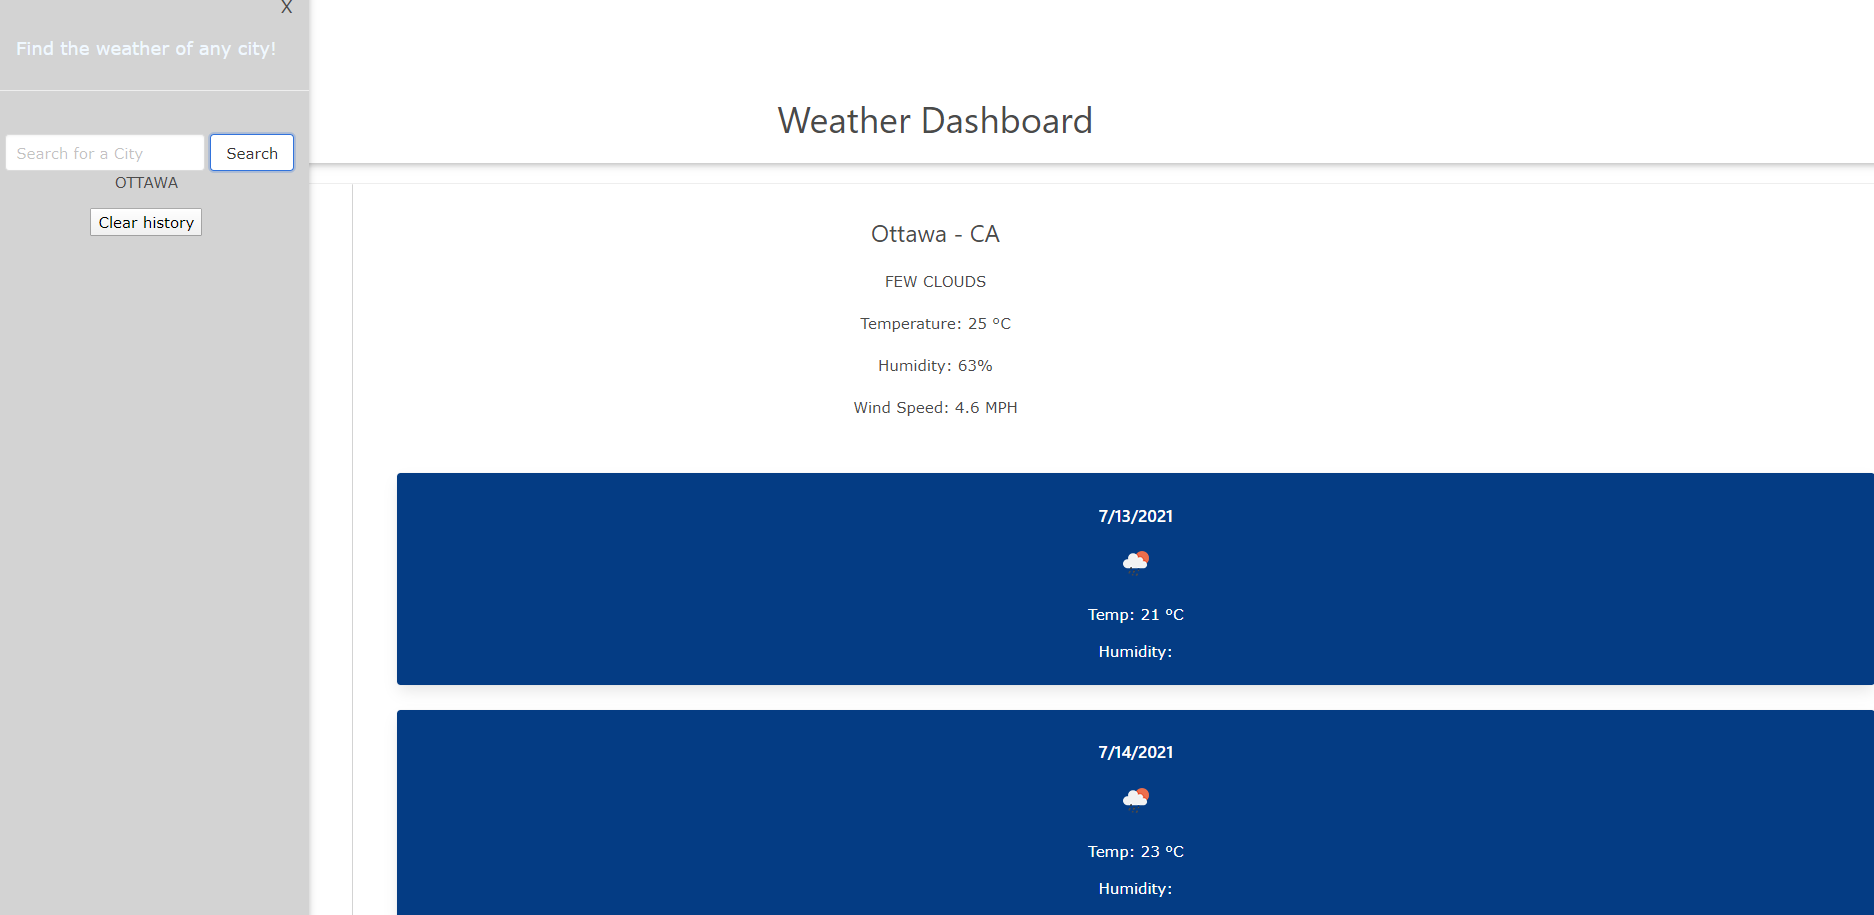 X
Find the weather of any city!
Search for a City
Search
OTTAWA
Clear history
Weather Dashboard
Ottawa - CA
FEW CLOUDS
Temperature: 25 °C
Humidity: 63%
Wind Speed: 4.6 MPH
7/13/2021
Temp: 21 °C
Humidity:
7/14/2021
Temp: 23 °C
Humidity: